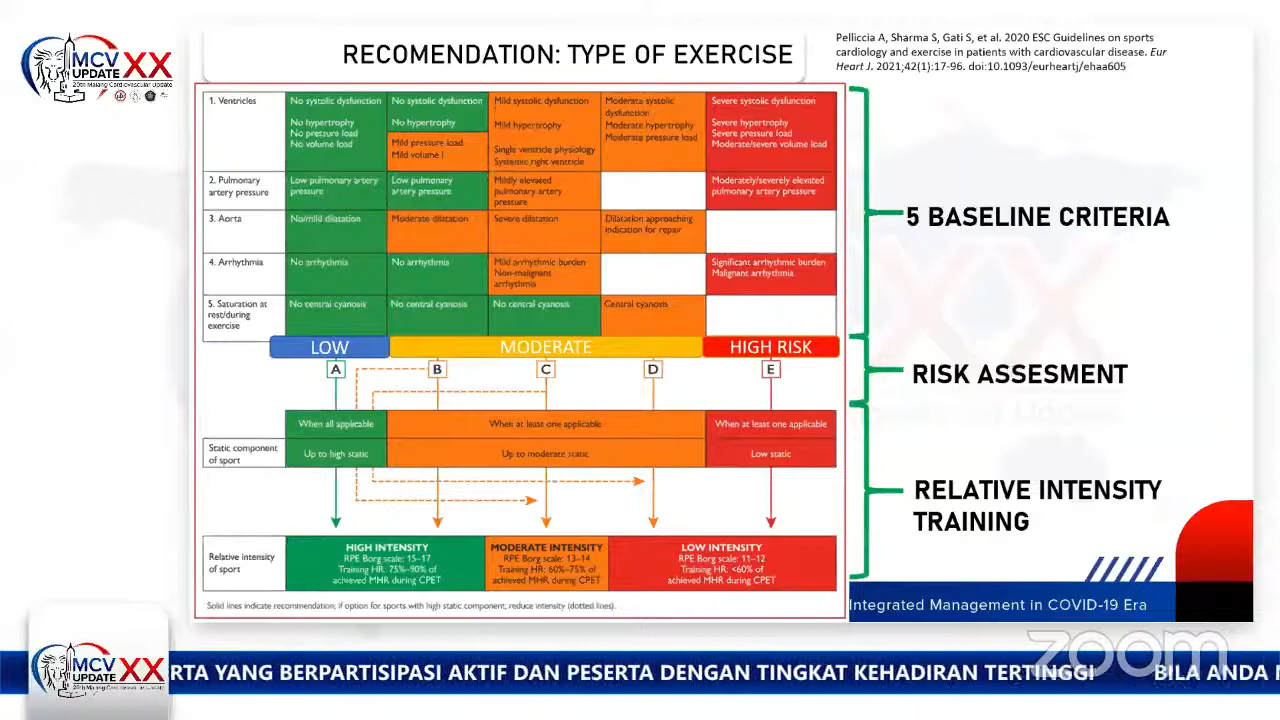 MCV
UPDATE XX
20th Malang Cardiovascular Update
RECOMENDATION: TYPE OF EXERCISE
Pelliccia A, Sharma S, Gati S, et al. 2020 ESC Guidelines on sports
cardiology and exercise in patients with cardiovascular disease. Eur
Heart J. 2021;42(1):17-96. doi:10.1093/eurheartj/ehaa605
1. Ventricles
No systolic dysfunction
No hypertrophy
No pressure load
No volume load
No systolic dysfunction
No hypertrophy
Mild pressure load
Mild volume l
Mild systolic dysfunction
Mild hypertrophy
Single ventricle physiology
Systemic right ventricle
Moderate systolic
dysfunction
Moderate hypertrophy
Moderate pressure load
Severe systolic dysfunction
Severe hypertrophy
Severe pressure load
Moderate/severe volume load
2. Pulmonary
artery pressure
Low pulmonary artery
pressure
Low pulmonary
artery pressure
Mildly elevated
pulmonary artery
pressure
Moderately/severely elevated
pulmonary artery pressure
3. Aorta
No/mild dilatation
Moderate dilatation
Severe dilatation
Dilatation approaching
indication for repair
4. Arrhythmia
No arrhythmia
No arrhythmia
Mild arrhythmic burden
Non-malignant
arrhythmia
Significant arrhythmic burden
Malignant arrhythmia
5. Saturation at
rest/during
exercise
No central cyanosis
No central cyanosis
No central cyanosis
Central cyanosis
5 BASELINE CRITERIA
LOW
MODERATE
HIGH RISK
A
B
C
D
E
RISK ASSESMENT
When all applicable
When at least one applicable
When at least one applicable
Static component
of sport
Up to high static
Up to moderate static
Low static
RELATIVE INTENSITY
TRAINING
Relative intensity
of sport
HIGH INTENSITY
RPE Borg scale: 15–17
Training HR: 75%–90% of
achieved MHR during CPET
MODERATE INTENSITY
RPE Borg scale: 13–14
Training HR: 60%–75% of
achieved MHR during CPET
LOW INTENSITY
RPE Borg scale: 11–12
Training HR: <60% of
achieved MHR during CPET
Solid lines indicate recommendation; if option for sports with high static component, reduce intensity (dotted lines).
Integrated Management in COVID-19 Era
zoom
MCV
UPDATE XX
20th Malang Cardiovascular Update
RTA YANG BERPARTISIPASI AKTIF DAN PESERTA DENGAN TINGKAT KEHADIRAN TERTINGGI BILA ANDA